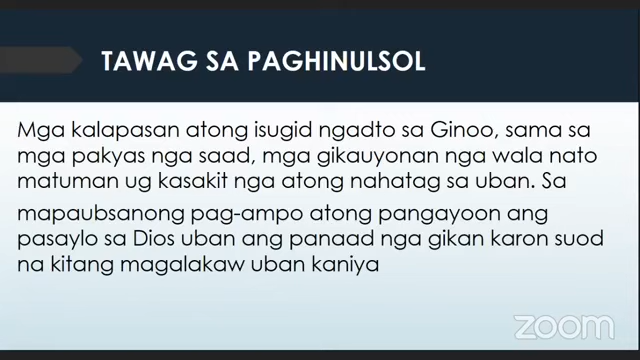 TAWAG SA PAGHINULSOL
Mga kalapasan atong isugid ngadto sa Ginoo, sama sa
mga pakyas nga saad, mga gikauyonan nga wala nato
matuman ug kasakit nga atong nahatag sa uban. Sa
mapaubsanong pag-ampo atong pangayoon ang
pasaylo sa Dios uban ang panaad nga gikan karon suod
na kitang magalakaw uban kaniya
zoom